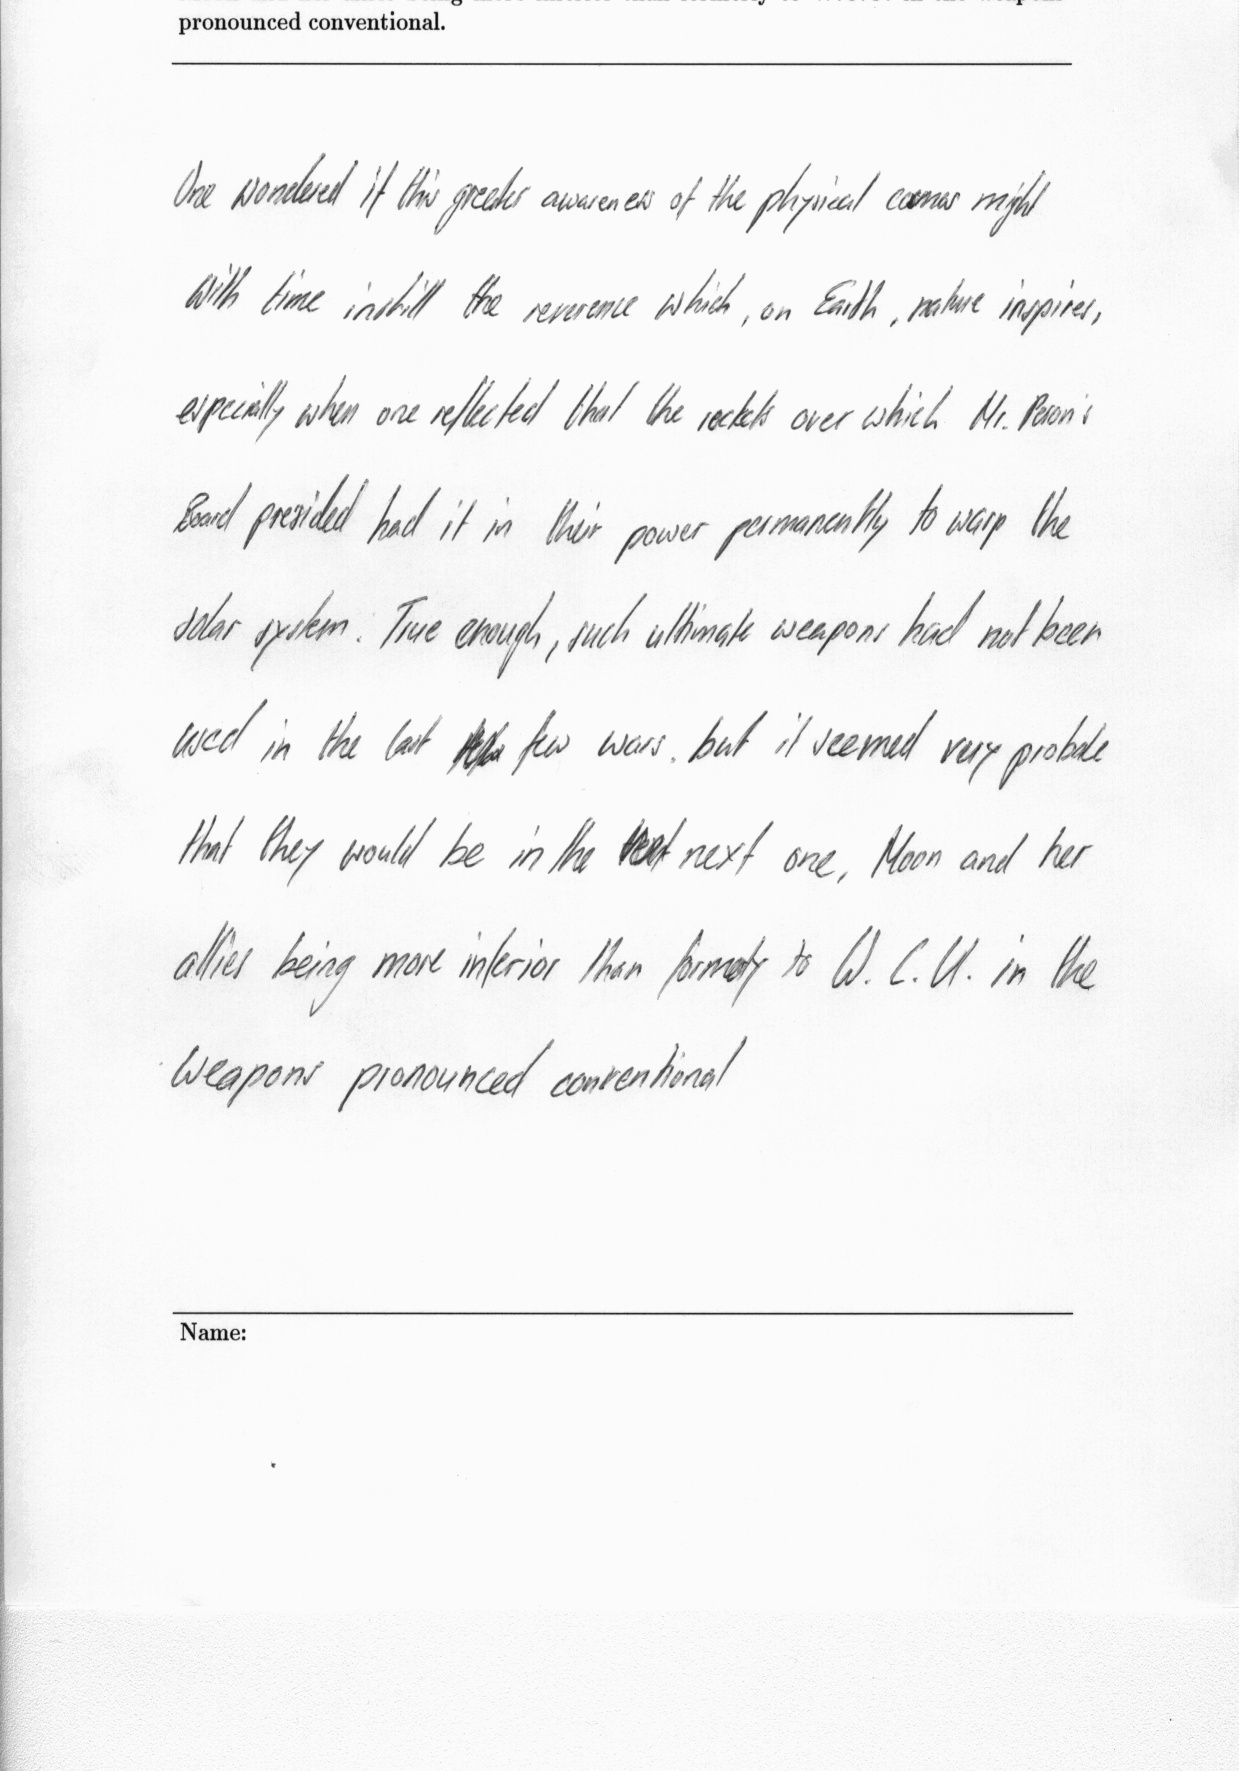 pronounced conventional.
One wondered if this greater awareness of the physical cosmos might
with time instill the reverence which, on Earth, nature inspires,
especially when one reflected that the rockets over which Mr. Peron's
Board presided had it in their power permanently to warp the
solar system. True enough, such ultimate weapons had not been
used in the last few wars. but it seemed very probable
that they would be in the next one, Moon and her
allies being more inferior than formerly to W. C. U. in the
weapons pronounced conventional
Name: